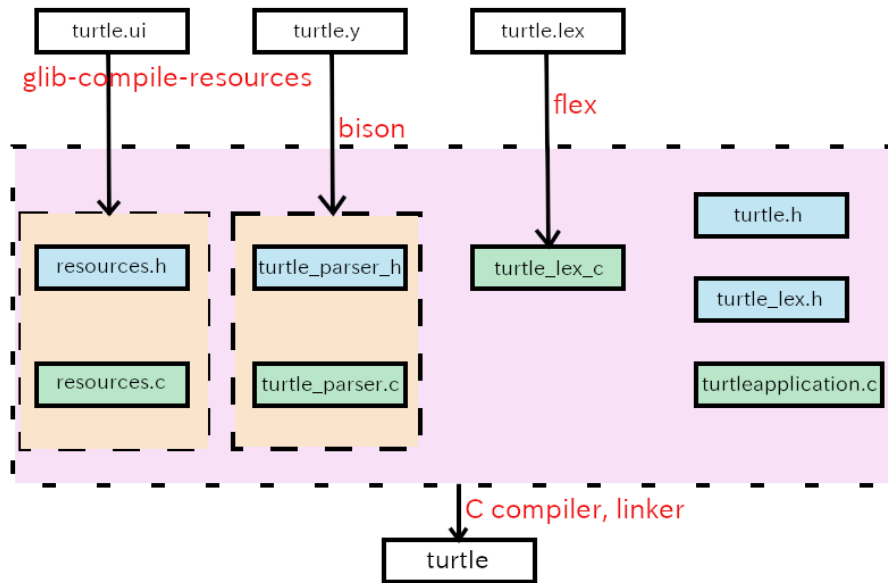 turtle.ui
turtle.y
turtle.lex
glib-compile-resources
flex
bison
turtle.h
resources.h
turtle_parser_h
turtle_lex_c
turtle_lex.h
resources.c
turtle_parser.c
turtleapplication.c
C compiler, linker
turtle